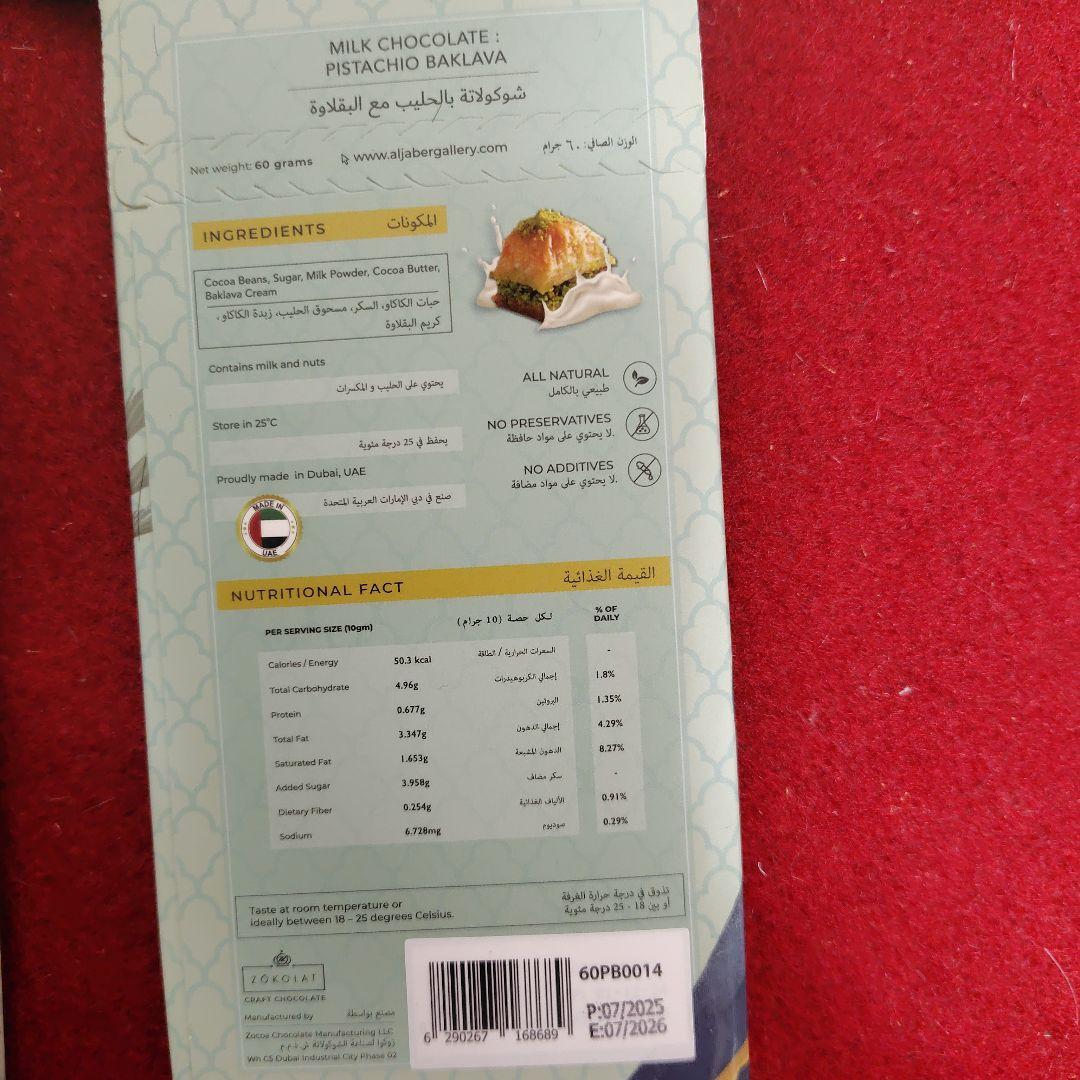 MILK CHOCOLATE :
PISTACHIO BAKLAVA
شوكولاتة بالحليب مع البقلاوة
Net weight: 60 grams www.aljabergallery.com الوزن الصافي: ٦٠ جرام
INGREDIENTS المكونات
Cocoa Beans, Sugar, Milk Powder, Cocoa Butter,
Baklava Cream
حبات الكاكاو، السكر، مسحوق الحليب، زبدة الكاكاو،
كريم البقلاوة
Contains milk and nuts
يحتوي على الحليب و المكسرات
Store in 25°C
يحفظ في 25 درجة مئوية
Proudly made in Dubai, UAE
صنع في دبي الإمارات العربية المتحدة
MADE IN
UAE
ALL NATURAL
طبيعي بالكامل
NO PRESERVATIVES
لا يحتوي على مواد حافظة.
NO ADDITIVES
لا يحتوي على مواد مضافة.
NUTRITIONAL FACT القيمة الغذائية
PER SERVING SIZE (10gm) لكل حصة (10 جرام) % OF
DAILY
Calories / Energy 50.3 kcal السعرات الحرارية / الطاقة -
Total Carbohydrate 4.96g إجمالي الكربوهيدرات 1.8%
Protein 0.677g البروتين 1.35%
Total Fat 3.347g إجمالي الدهون 4.29%
Saturated Fat 1.653g الدهون المشبعة 8.27%
Added Sugar 3.958g سكر مضاف -
Dietary Fiber 0.254g الألياف الغذائية 0.91%
Sodium 6.728mg صوديوم 0.29%
Taste at room temperature or
ideally between 18 – 25 degrees Celsius.
تذوق في درجة حرارة الغرفة
أو بين 18 - 25 درجة مئوية
ZOKOLAT
CRAFT CHOCOLATE
Manufactured by مصنع بواسطة
Zocoa Chocolate Manufacturing LLC
زوكوا لصناعة الشوكولاتة ش.ذ.م.م
Wh C5 Dubai Industrial City Phase 02
60PB0014
P:07/2025
E:07/2026
6 290267 168689